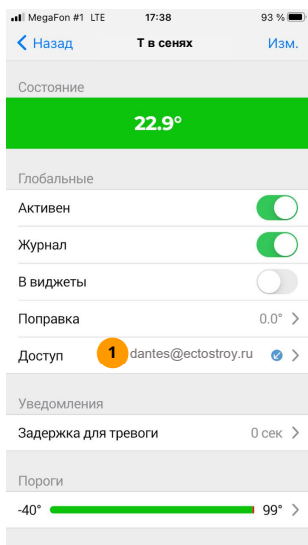 MegaFon #1 LTE 17:38 93 %
Назад Т в сенях Изм.
Состояние
22.9°
Глобальные
Активен
Журнал
В виджеты
Поправка 0.0°
Доступ 1 dantes@ectostroy.ru
Уведомления
Задержка для тревоги 0 сек
Пороги
-40° 99°